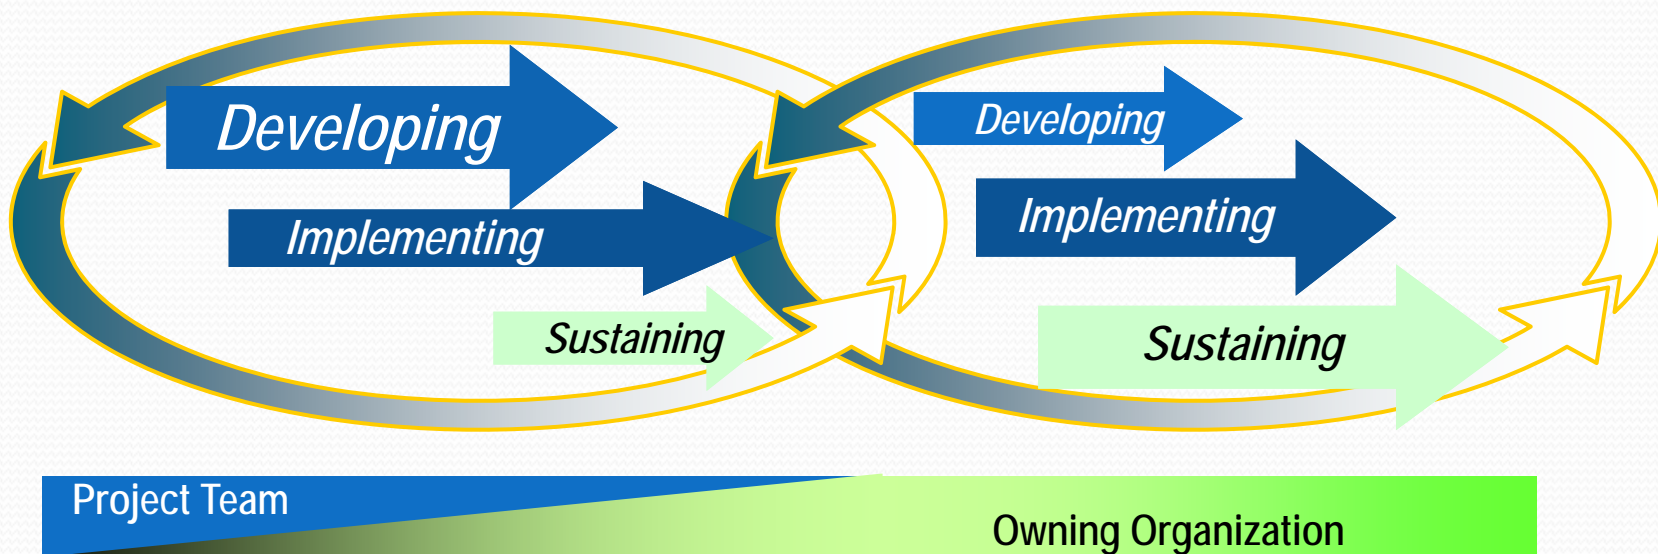 Developing
Implementing
Sustaining
Developing
Implementing
Sustaining
Project Team
Owning Organization